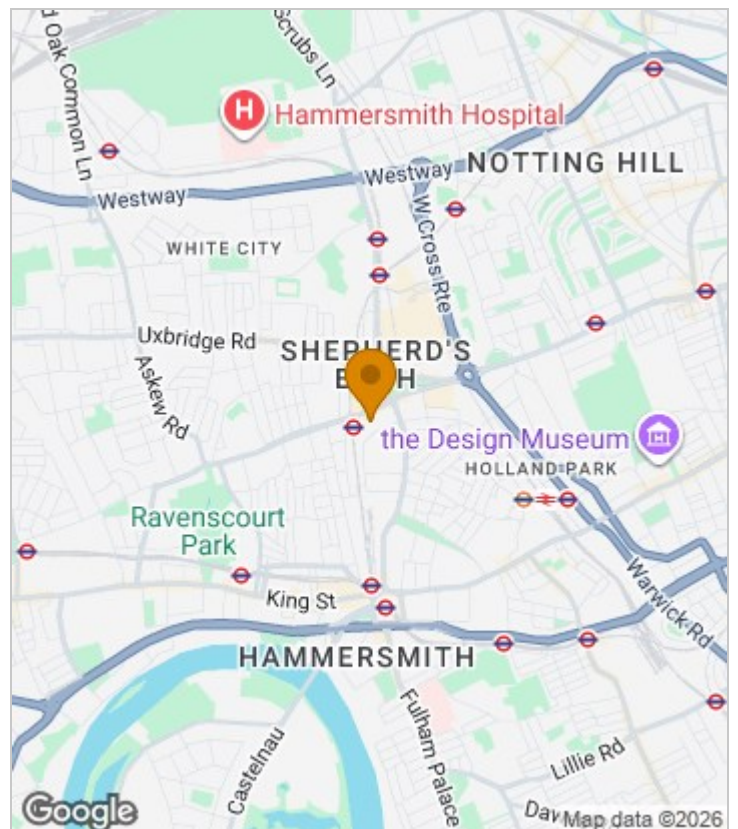 d Oak Common Ln
Scrubs Ln
H
Hammersmith Hospital
NOTTING HILL
Westway
Westway
W Cross Rte
WHITE CITY
Uxbridge Rd
SHEPHERD'S
Askew Rd
the Design Museum
HOLLAND PARK
Ravenscourt
Park
King St
Warwick Rd
HAMMERSMITH
Castelnau
Fulham Palace
Lillie Rd
Google
Map data ©2026